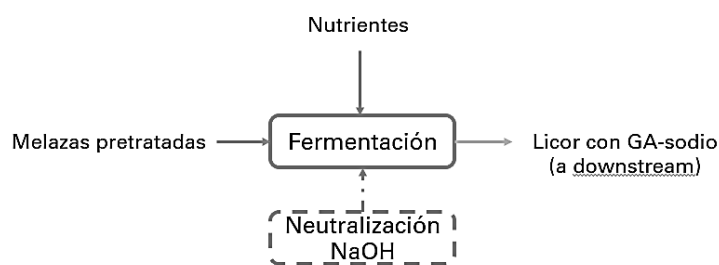 Nutrientes
Melazas pretratadas
Fermentación
Licor con GA-sodio
(a downstream)
Neutralización
NaOH